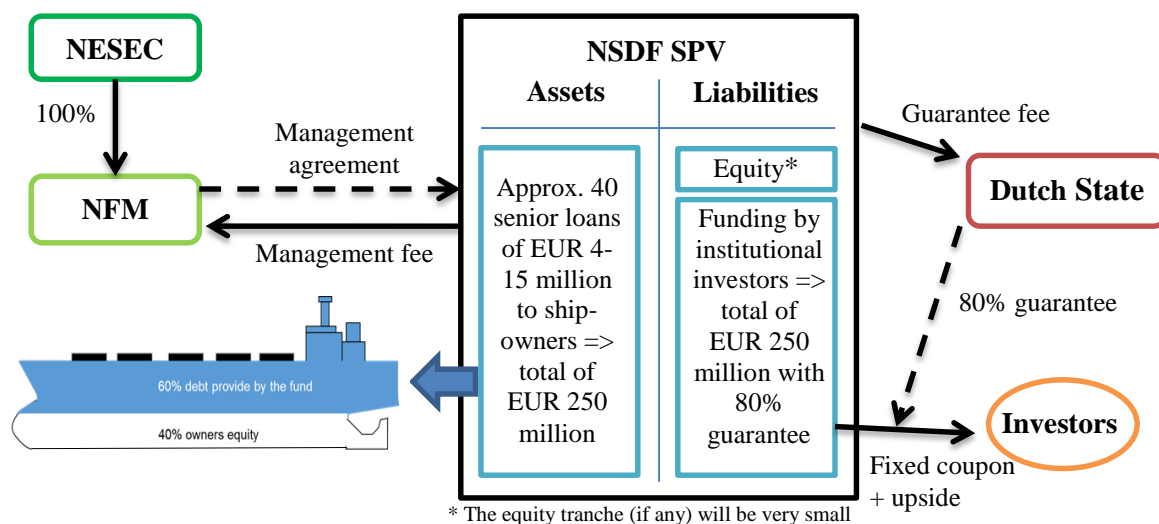 NESEC
100%
NFM
Management
agreement
Management fee
60% debt provide by the fund
40% owners equity
NSDF SPV
Assets
Liabilities
Approx. 40
senior loans
of EUR 4-
15 million
to ship-
owners =>
total of
EUR 250
million
Equity*
Funding by
institutional
investors =>
total of
EUR 250
million with
80%
guarantee
Guarantee fee
Dutch State
80% guarantee
Investors
Fixed coupon
+ upside
* The equity tranche (if any) will be very small